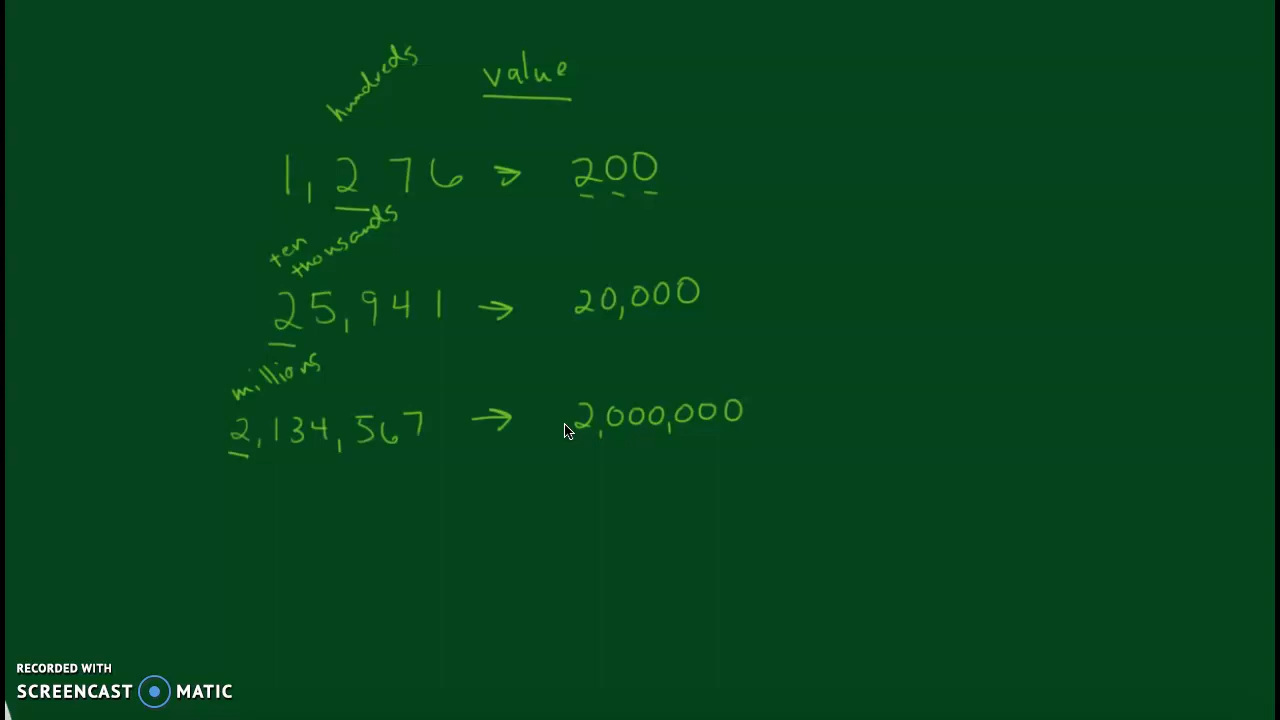 hundreds
value
1,276 → 200
ten
thousands
25,941 → 20,000
millions
2,134,567 → 2,000,000
RECORDED WITH
SCREENCAST MATIC